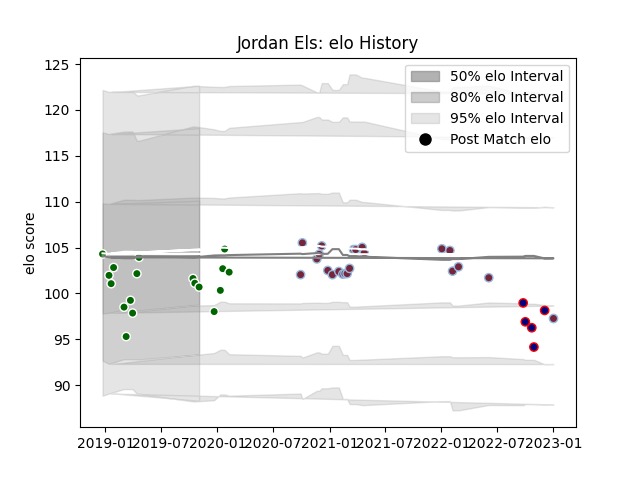 Jordan Els: elo History
125
120
115
110
105
100
95
90
elo score
50% elo Interval
80% elo Interval
95% elo Interval
Post Match elo
2019-01 2019-07 2020-01 2020-07 2021-01 2021-07 2022-01 2022-07 2023-01